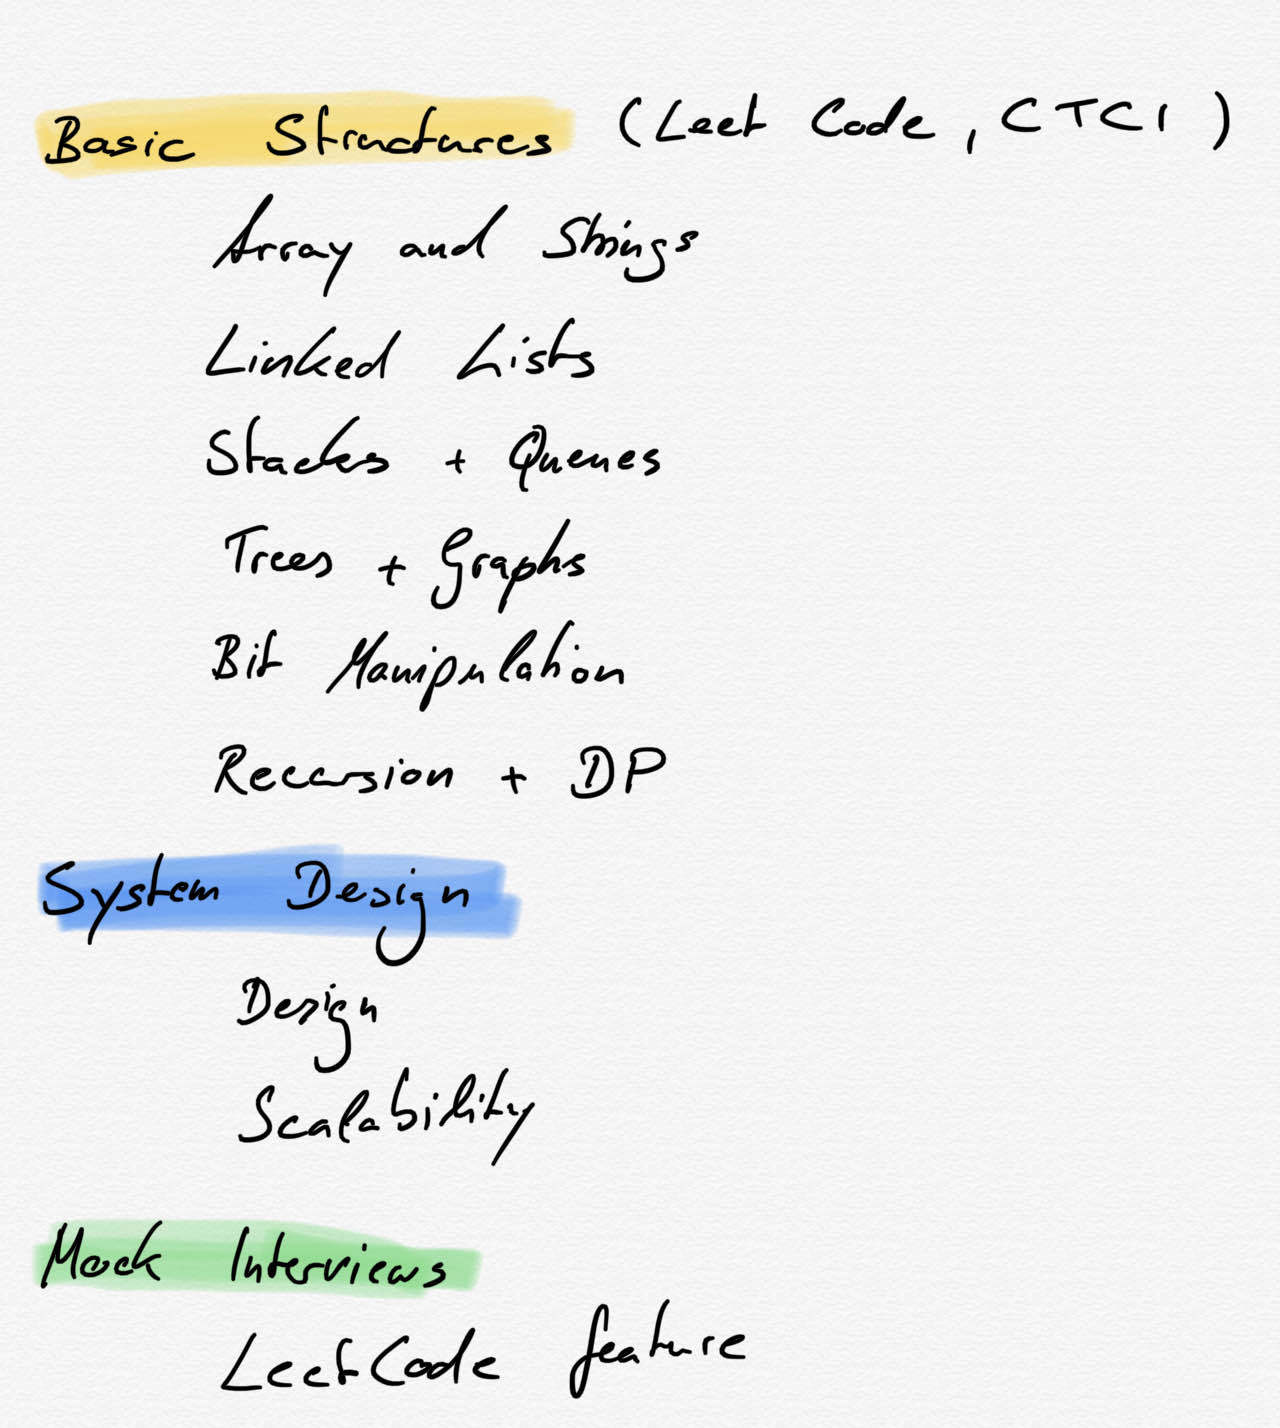 Basic Structures (Leet Code, CTCI)
Array and Strings
Linked Lists
Stacks + Queues
Trees + Graphs
Bit Manipulation
Recursion + DP
System Design
Design
Scalability
Mock Interviews
LeetCode feature